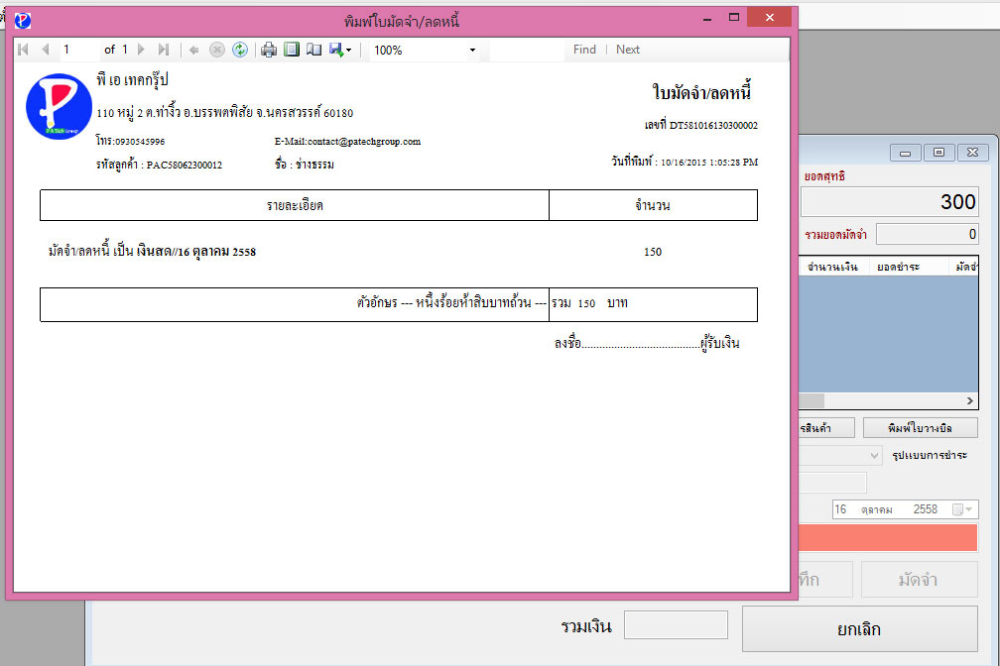 พิมพ์ใบมัดจำ/ลดหนี้
1 of 1 100% Find Next
พี เอ เทคกรุ๊ป
110 หมู่ 2 ต.ท่างิ้ว อ.บรรพตพิสัย จ.นครสวรรค์ 60180
ใบมัดจำ/ลดหนี้
เลขที่ DT581016130300002
โทร:0930545996 E-Mail:contact@patechgroup.com
รหัสลูกค้า : PAC58062300012 ชื่อ : ช่างธรรม
วันที่พิมพ์ : 10/16/2015 1:05:28 PM
P A Tech Group
รายละเอียด จำนวน
มัดจำ/ลดหนี้ เป็น เงินสด//16 ตุลาคม 2558 150
ตัวอักษร --- หนึ่งร้อยห้าสิบบาทถ้วน --- รวม 150 บาท
ลงชื่อ........................................ผู้รับเงิน
ยอดสุทธิ
300
รวมยอดมัดจำ 0
จำนวนเงิน ยอดชำระ มัดจำ
รสินค้า พิมพ์ใบวางบิล
รูปแบบการชำระ
16 ตุลาคม 2558
ทึก มัดจำ
รวมเงิน ยกเลิก